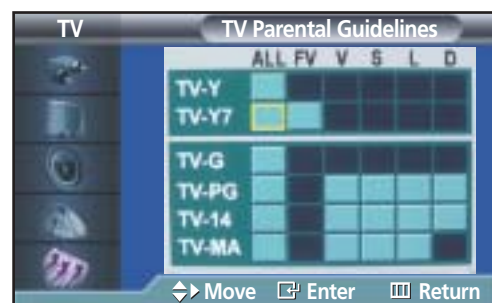 TV TV Parental Guidelines
ALL FV V S L D
TV-Y
TV-Y7
TV-G
TV-PG
TV-14
TV-MA
Move Enter Return